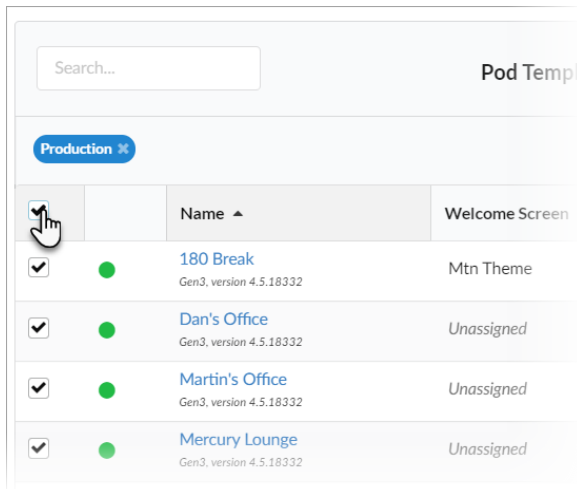 Search...
Pod Templ
Production
Name
Welcome Screen
180 Break
Gen3, version 4.5.18332
Mtn Theme
Dan's Office
Gen3, version 4.5.18332
Unassigned
Martin's Office
Gen3, version 4.5.18332
Unassigned
Mercury Lounge
Gen3, version 4.5.18332
Unassigned